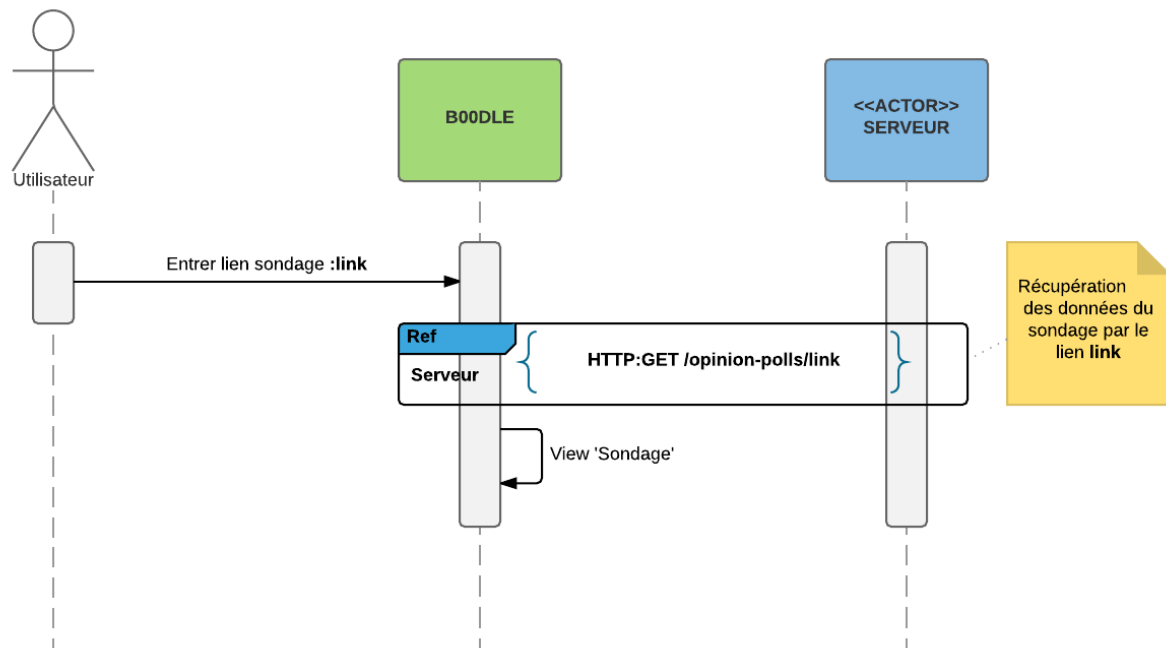 Utilisateur
B00DLE
<<ACTOR>>
SERVEUR
Entrer lien sondage :link
Ref
Serveur
HTTP:GET /opinion-polls/link
Récupération
des données du
sondage par le
lien link
View 'Sondage'